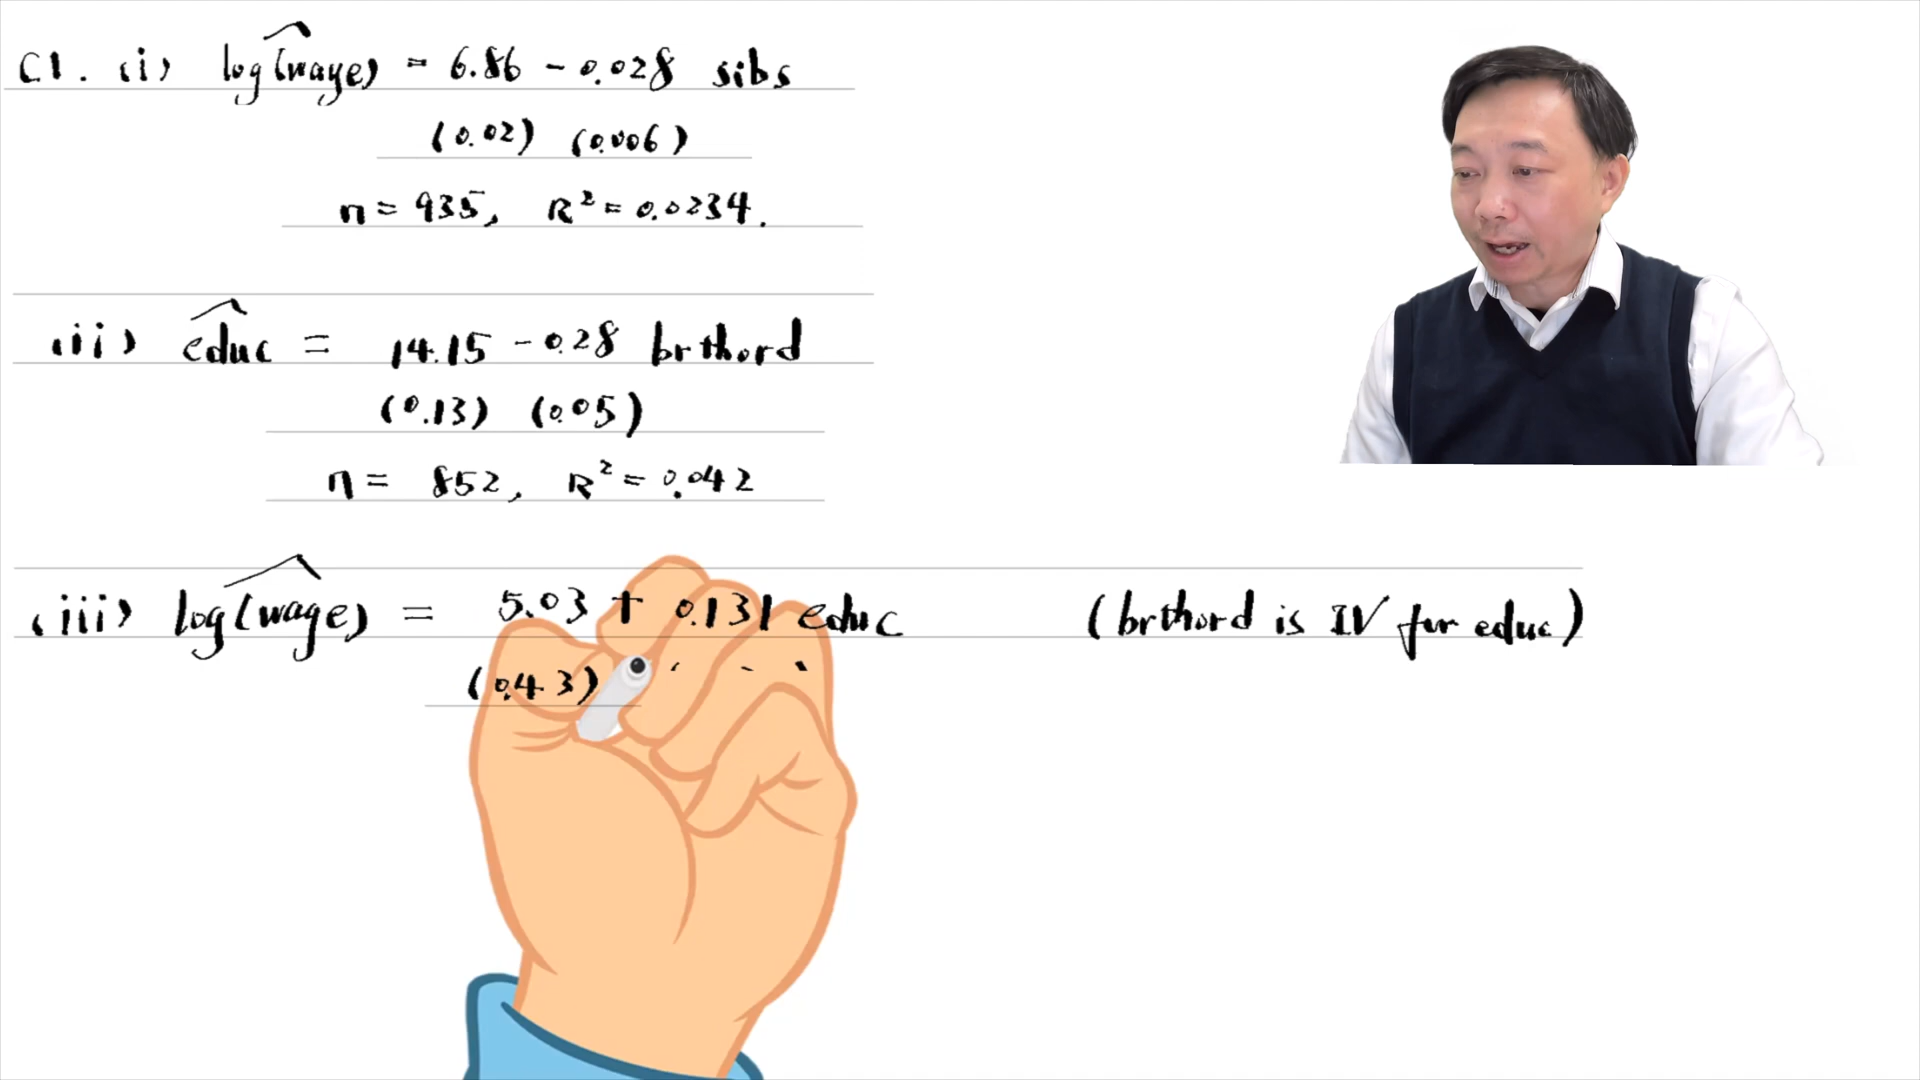 C1. (i) log(wage) = 6.86 - 0.028 sibs
(0.02) (0.006)
n = 935, R² = 0.0234.
(ii) educ = 14.15 - 0.28 brthord
(0.13) (0.05)
n = 852, R² = 0.042
(iii) log(wage) = 5.03 + 0.131 educ (brthord is IV for educ)
(0.43)